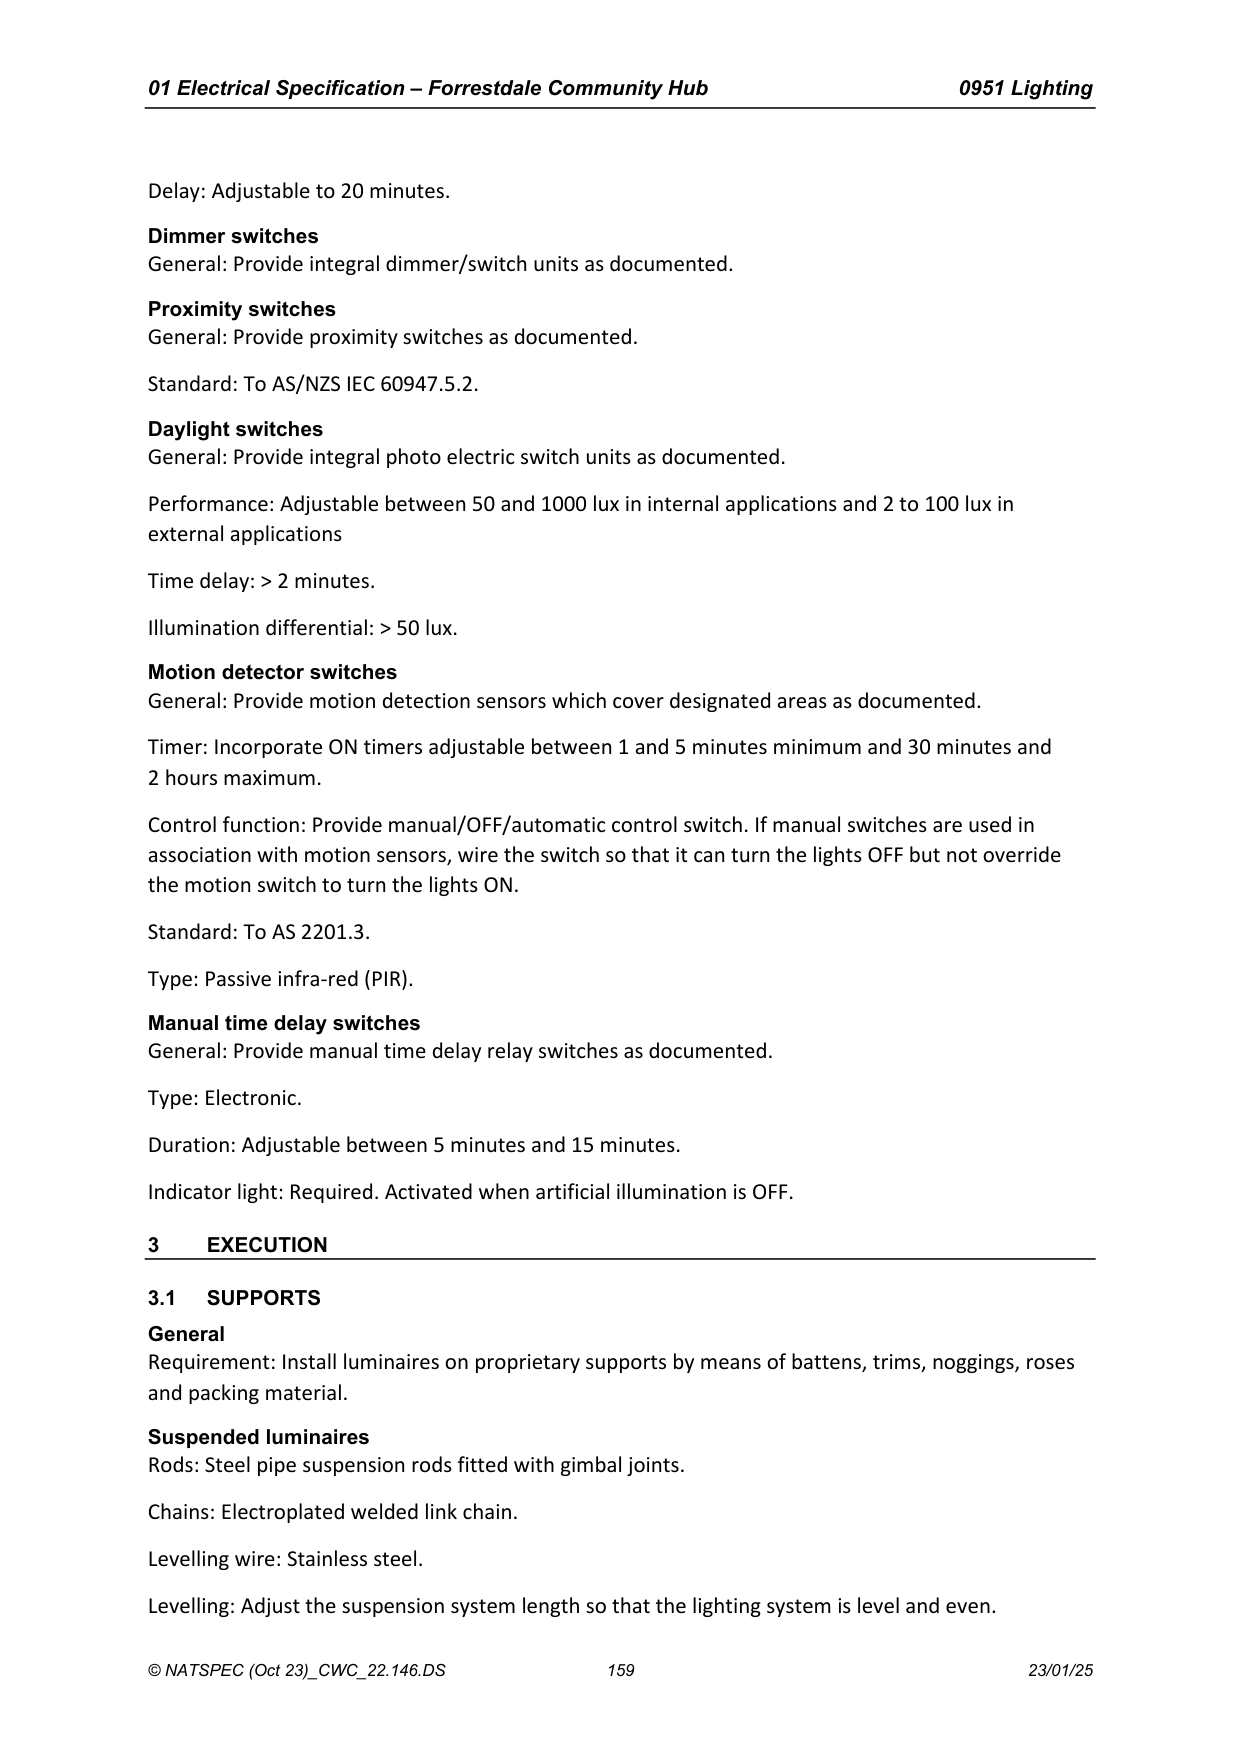 01 Electrical Specification – Forrestdale Community Hub 0951 Lighting
Delay: Adjustable to 20 minutes.
Dimmer switches
General: Provide integral dimmer/switch units as documented.
Proximity switches
General: Provide proximity switches as documented.
Standard: To AS/NZS IEC 60947.5.2.
Daylight switches
General: Provide integral photo electric switch units as documented.
Performance: Adjustable between 50 and 1000 lux in internal applications and 2 to 100 lux in
external applications
Time delay: > 2 minutes.
Illumination differential: > 50 lux.
Motion detector switches
General: Provide motion detection sensors which cover designated areas as documented.
Timer: Incorporate ON timers adjustable between 1 and 5 minutes minimum and 30 minutes and
2 hours maximum.
Control function: Provide manual/OFF/automatic control switch. If manual switches are used in
association with motion sensors, wire the switch so that it can turn the lights OFF but not override
the motion switch to turn the lights ON.
Standard: To AS 2201.3.
Type: Passive infra-red (PIR).
Manual time delay switches
General: Provide manual time delay relay switches as documented.
Type: Electronic.
Duration: Adjustable between 5 minutes and 15 minutes.
Indicator light: Required. Activated when artificial illumination is OFF.
3 EXECUTION
3.1 SUPPORTS
General
Requirement: Install luminaires on proprietary supports by means of battens, trims, noggings, roses
and packing material.
Suspended luminaires
Rods: Steel pipe suspension rods fitted with gimbal joints.
Chains: Electroplated welded link chain.
Levelling wire: Stainless steel.
Levelling: Adjust the suspension system length so that the lighting system is level and even.
© NATSPEC (Oct 23)_CWC_22.146.DS 159 23/01/25